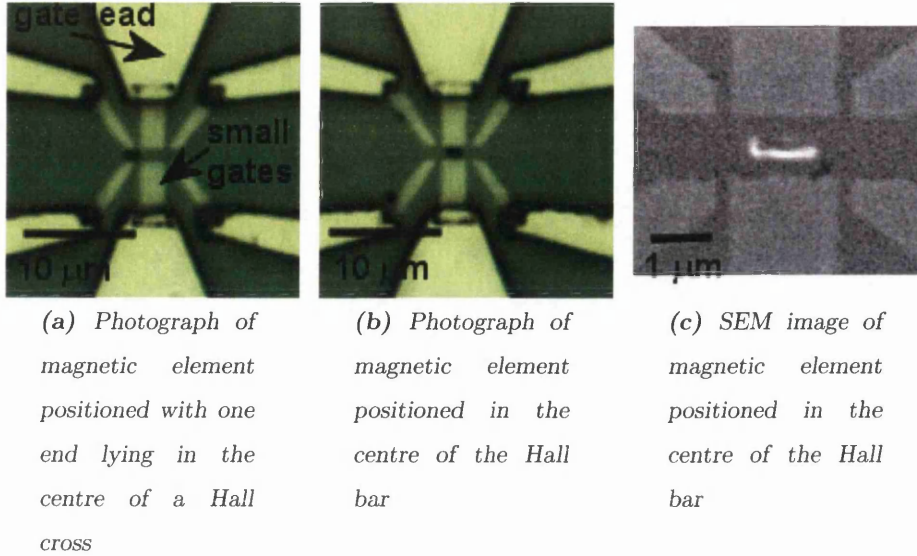 gate lead
small
gates
10 μm
10 μm
1 μm
(a) Photograph of
magnetic element
positioned with one
end lying in the
centre of a Hall
cross
(b) Photograph of
magnetic element
positioned in the
centre of the Hall
bar
(c) SEM image of
magnetic element
positioned in the
centre of the Hall
bar